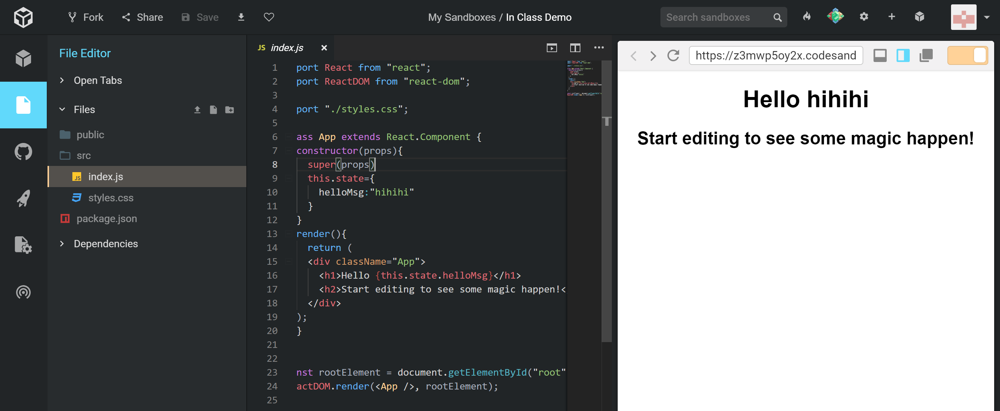 Fork Share Save My Sandboxes / In Class Demo Search sandboxes
File Editor
Open Tabs
Files
public
src
JS index.js
styles.css
package.json
Dependencies
JS index.js
1 port React from "react";
2 port ReactDOM from "react-dom";
3
4 port "./styles.css";
5
6 ass App extends React.Component {
7 constructor(props){
8 super(props)
9 this.state={
10 helloMsg:"hihihi"
11 }
12 }
13 render(){
14 return (
15 <div className="App">
16 <h1>Hello {this.state.helloMsg}</h1>
17 <h2>Start editing to see some magic happen!<
18 </div>
19 );
20 }
21
22
23 nst rootElement = document.getElementById("root"
24 actDOM.render(<App />, rootElement);
25
https://z3mwp5oy2x.codesand
Hello hihihi
Start editing to see some magic happen!